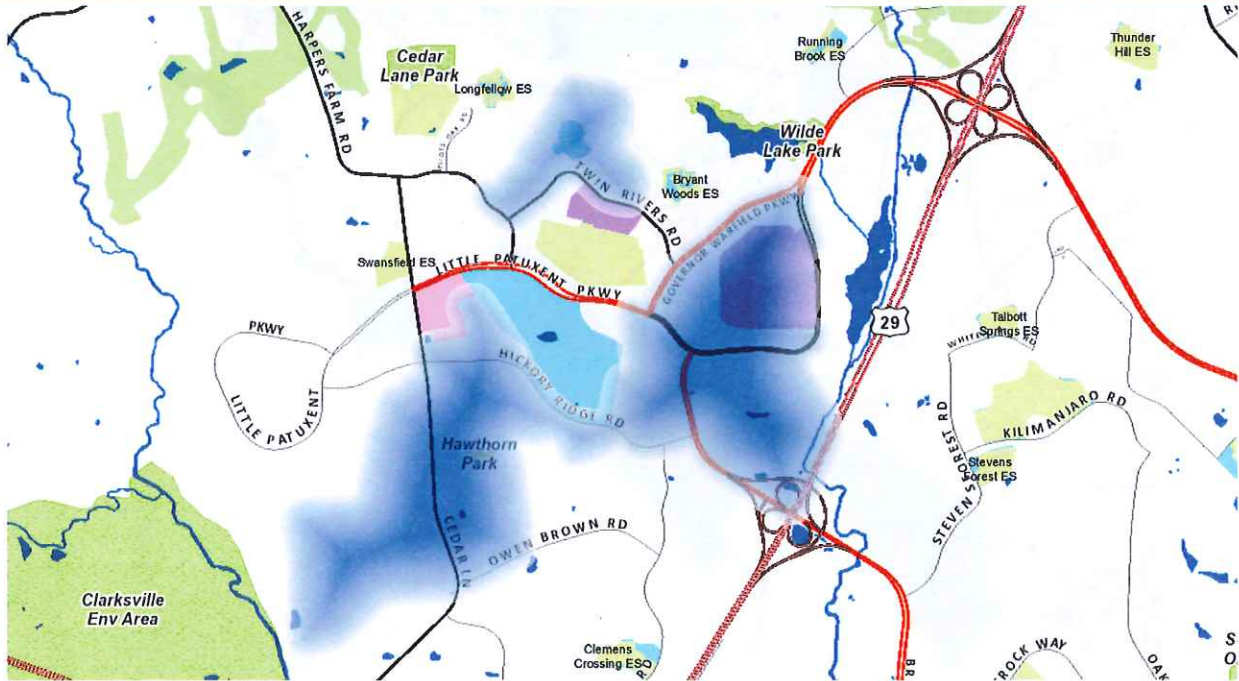 HARPERS FARM RD
Cedar
Lane Park
Longfellow ES
Running
Brook ES
Thunder
Hill ES
Wilde
Lake Park
TWIN RIVERS RD
Bryant
Woods ES
GOVERNOR WARFIELD PKWY
Swansfield ES
LITTLE PATUXENT PKWY
PKWY
LITTLE PATUXENT
HICKORY RIDGE RD
29
Talbott
Springs ES
KILIMANJARO RD
Hawthorn
Park
Stevens
Forest ES
STEVENS FOREST RD
CEDAR LN
OWEN BROWN RD
Clarksville
Env Area
Clemens
Crossing ES
ROCK WAY
OAK
BR
S
O